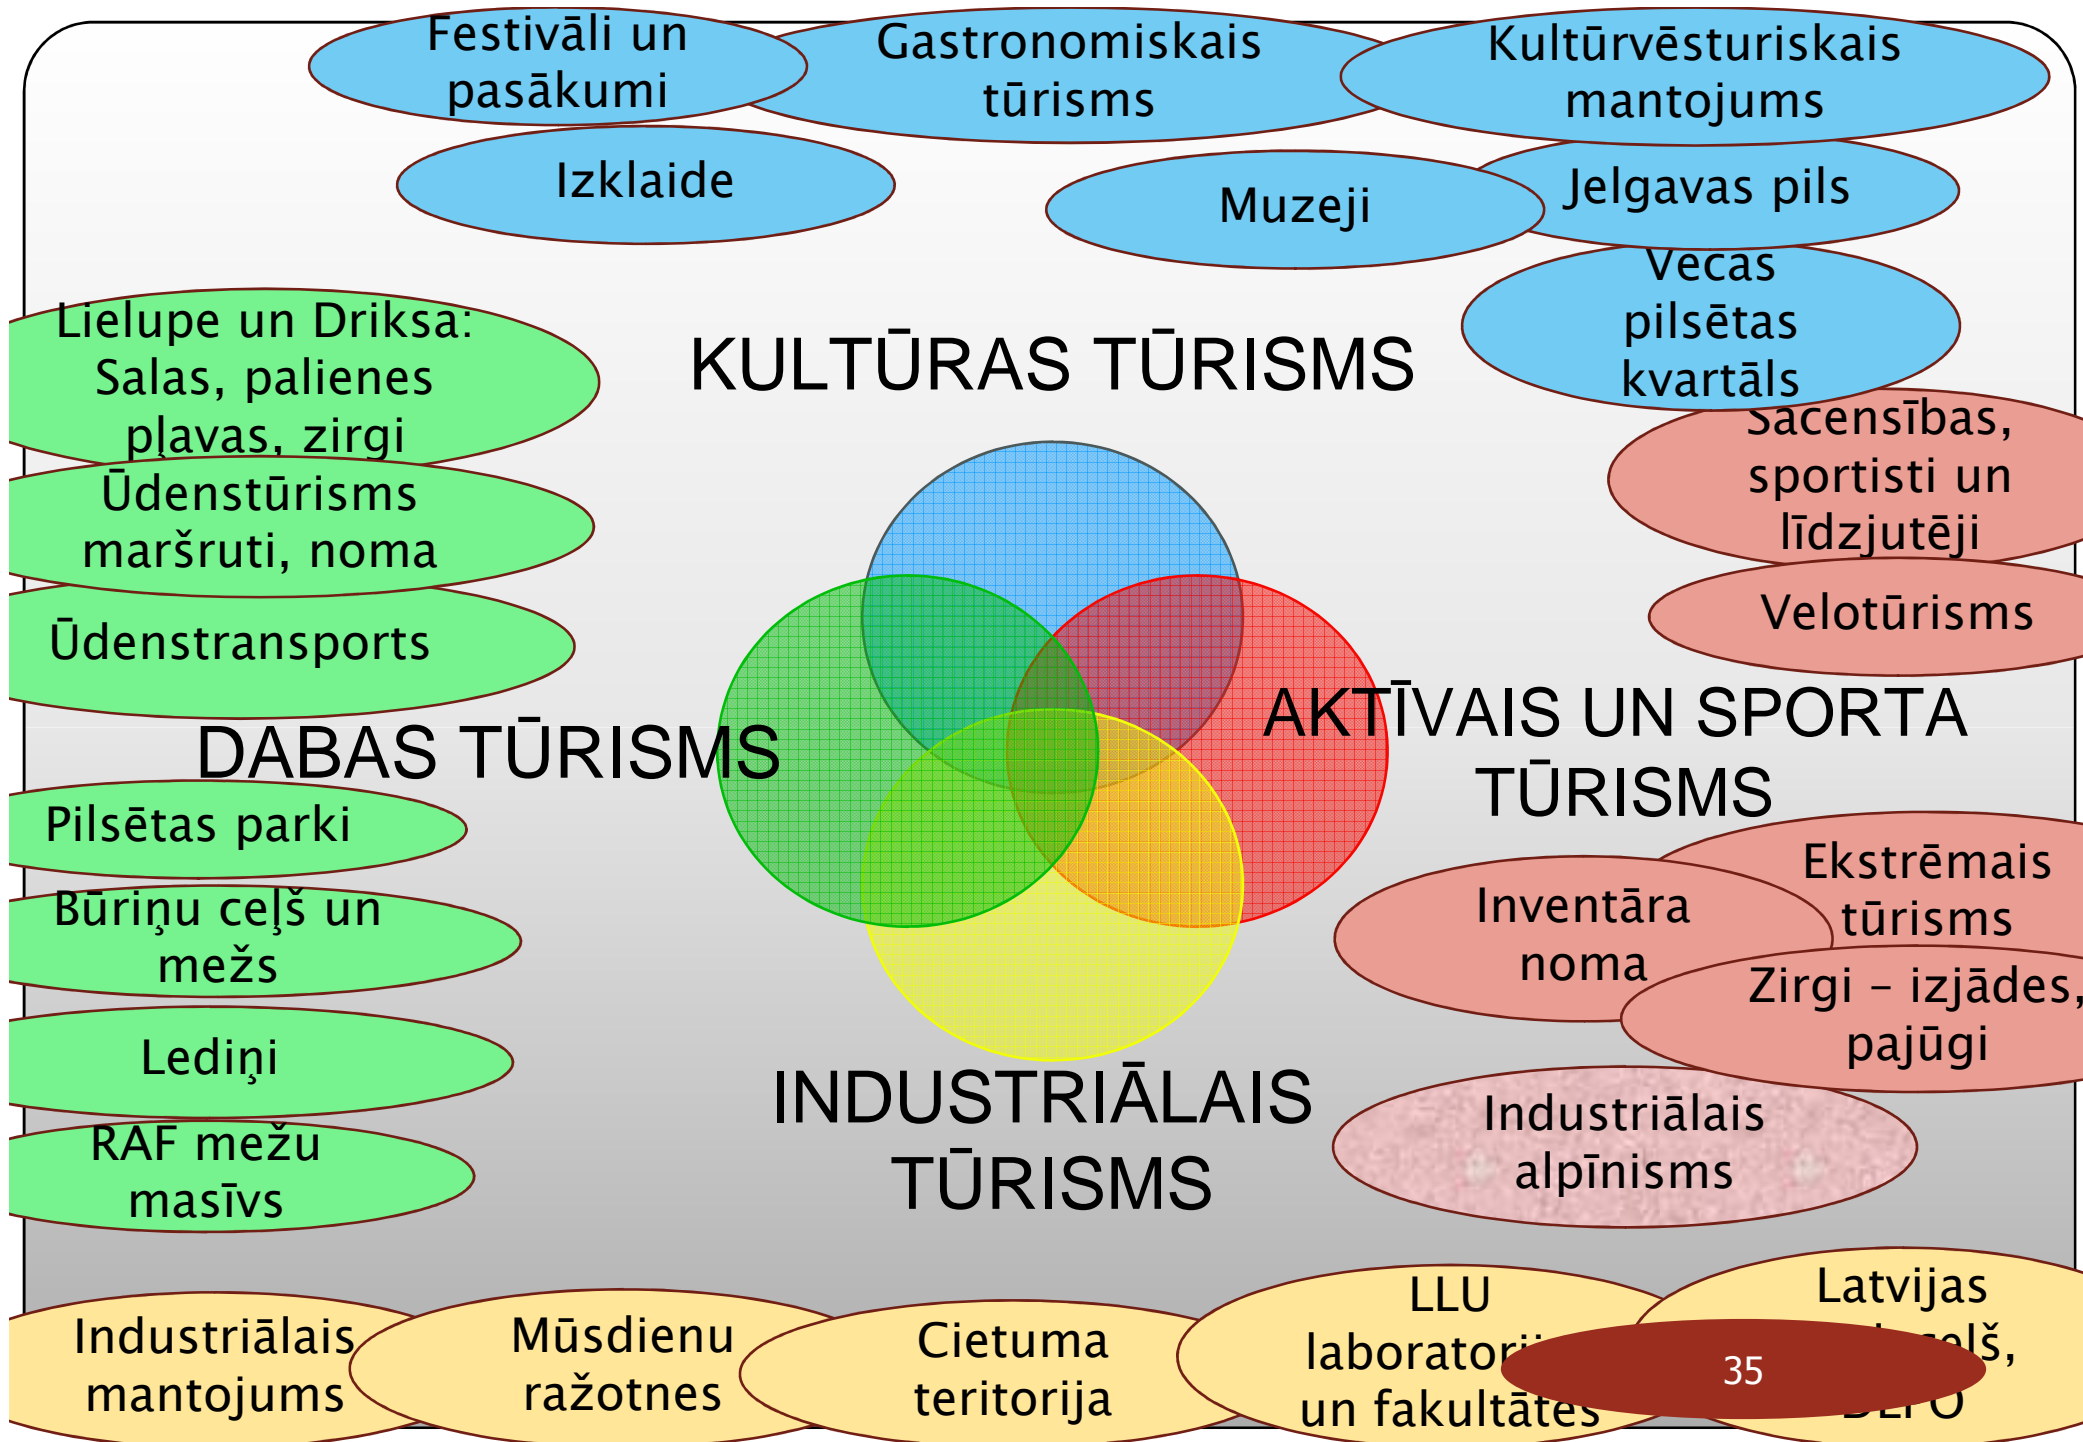 Festivāli un
pasākumi
Gastronomiskais
tūrisms
Kultūrvēsturiskais
mantojums
Izklaide
Muzeji
Jelgavas pils
Vecās
pilsētas
kvartāls
Lielupe un Driksa:
Salas, palienes
pļavas, zirgi
KULTŪRAS TŪRISMS
Sacensības,
sportisti un
līdzjutēji
Ūdenstūrisms
maršruti, noma
Velotūrisms
Ūdenstransports
DABAS TŪRISMS
AKTĪVAIS UN SPORTA
TŪRISMS
Pilsētas parki
Būriņu ceļš un
mežs
Inventāra
noma
Ekstrēmais
tūrisms
Zirgi – izjādes,
pajūgi
Lediņi
INDUSTRIĀLAIS
TŪRISMS
Industriālais
alpīnisms
RAF mežu
masīvs
Industriālais
mantojums
Mūsdienu
ražotnes
Cietuma
teritorija
LLU
un fakultātes
Latvijas
35